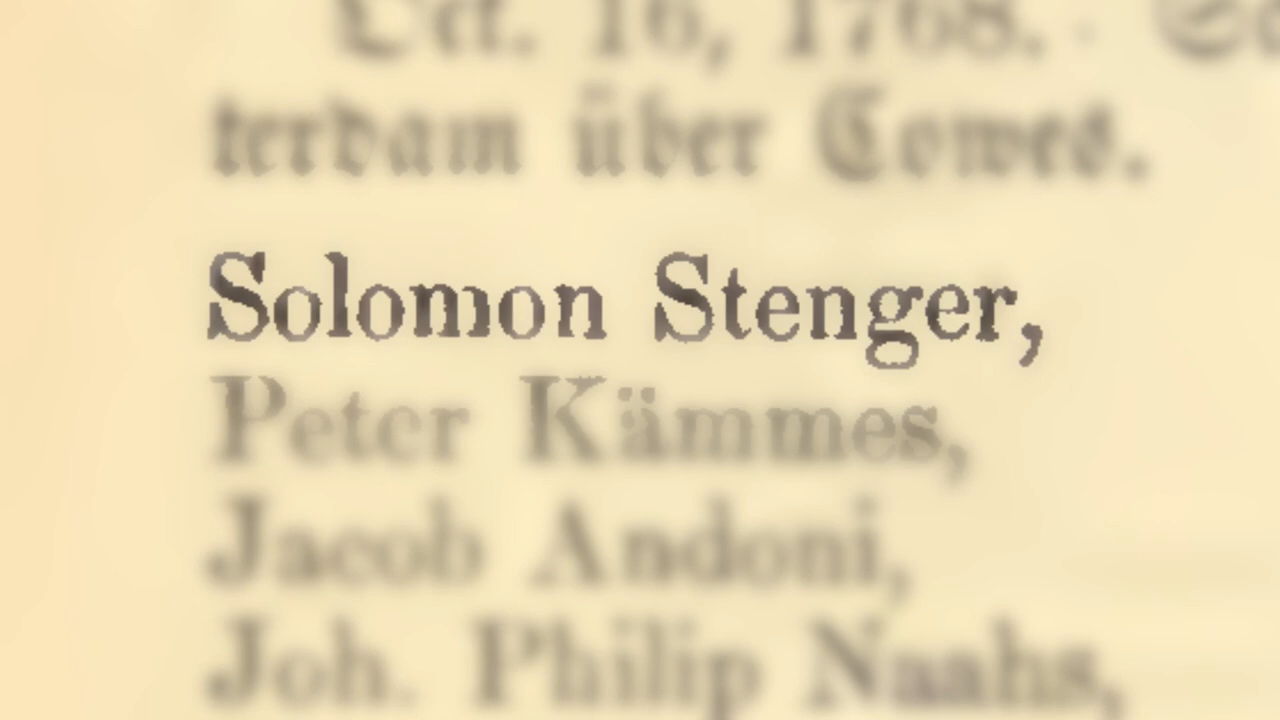 Oct. 16, 1768.
terdam über Cowes.
Solomon Stenger,
Peter Kämmes,
Jacob Andoni,
Joh. Philip Naahs,